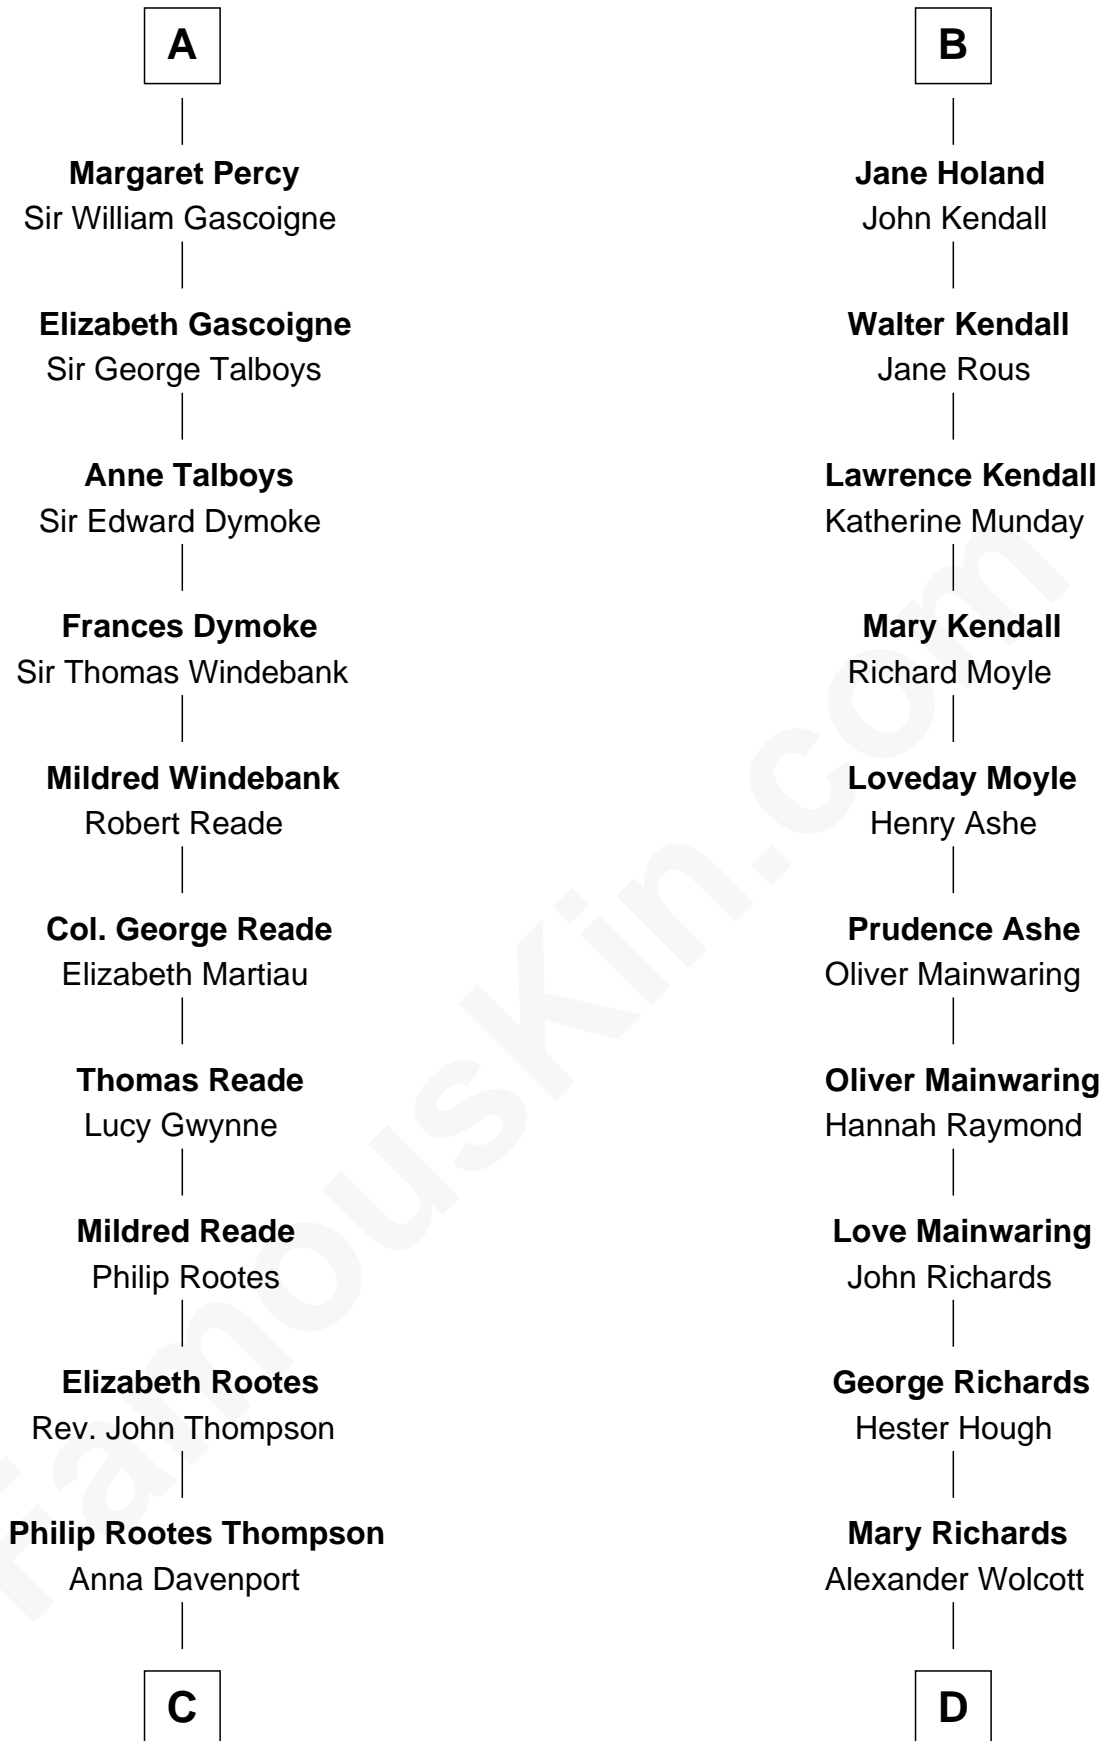 A
Margaret Percy
Sir William Gascoigne
Elizabeth Gascoigne
Sir George Talboys
Anne Talboys
Sir Edward Dymoke
Frances Dymoke
Sir Thomas Windebank
Mildred Windebank
Robert Reade
Col. George Reade
Elizabeth Martiau
Thomas Reade
Lucy Gwynne
Mildred Reade
Philip Rootes
Elizabeth Rootes
Rev. John Thompson
Philip Rootes Thompson
Anna Davenport
C
B
Jane Holand
John Kendall
Walter Kendall
Jane Rous
Lawrence Kendall
Katherine Munday
Mary Kendall
Richard Moyle
Loveday Moyle
Henry Ashe
Prudence Ashe
Oliver Mainwaring
Oliver Mainwaring
Hannah Raymond
Love Mainwaring
John Richards
George Richards
Hester Hough
Mary Richards
Alexander Wolcott
D
FamousKin.com